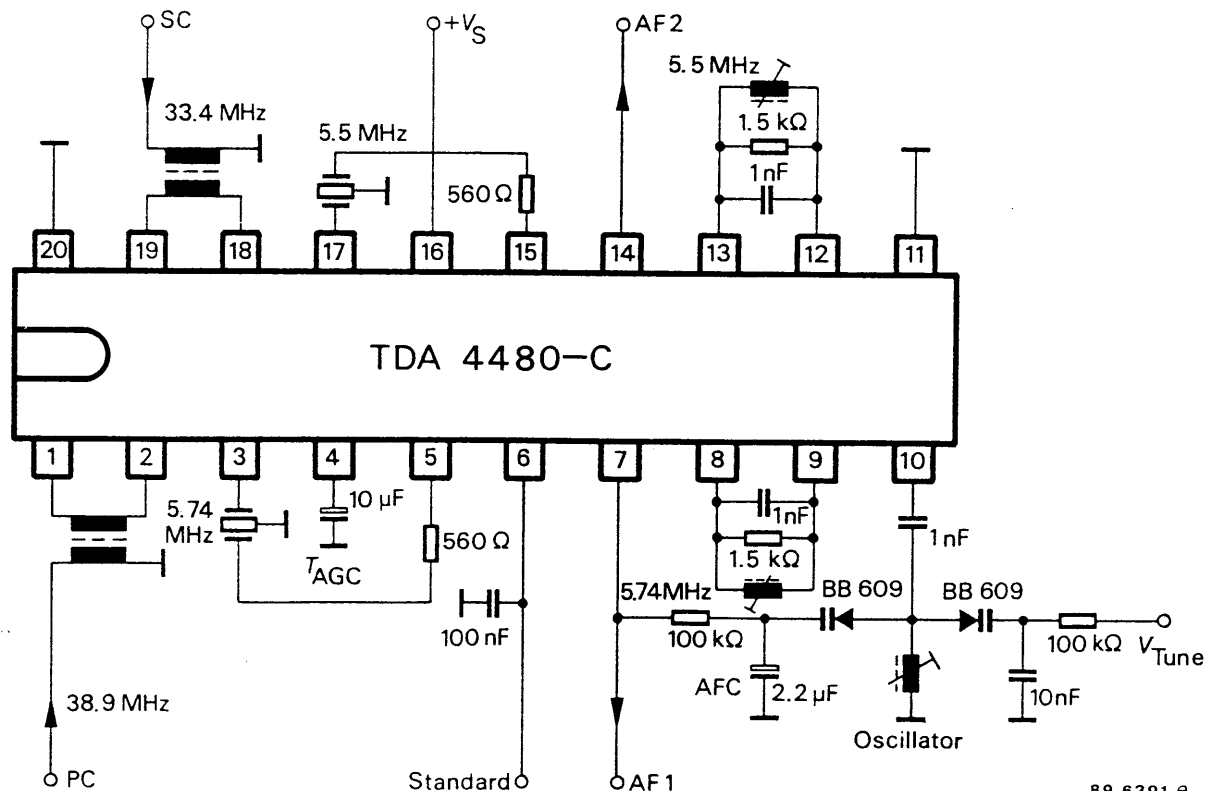 SC
+VS
AF2
5.5 MHz
33.4 MHz
1.5 kΩ
5.5 MHz
1nF
560 Ω
20 19 18 17 16 15 14 13 12 11
TDA 4480-C
1 2 3 4 5 6 7 8 9 10
5.74
MHz
10 µF
1nF
1nF
560 Ω
1.5 kΩ
TAGC
5.74MHz
BB 609
BB 609
100 nF
100 kΩ
100 kΩ
VTune
AFC
2.2 µF
10nF
38.9 MHz
Oscillator
PC
Standard
AF1
89 6391 e